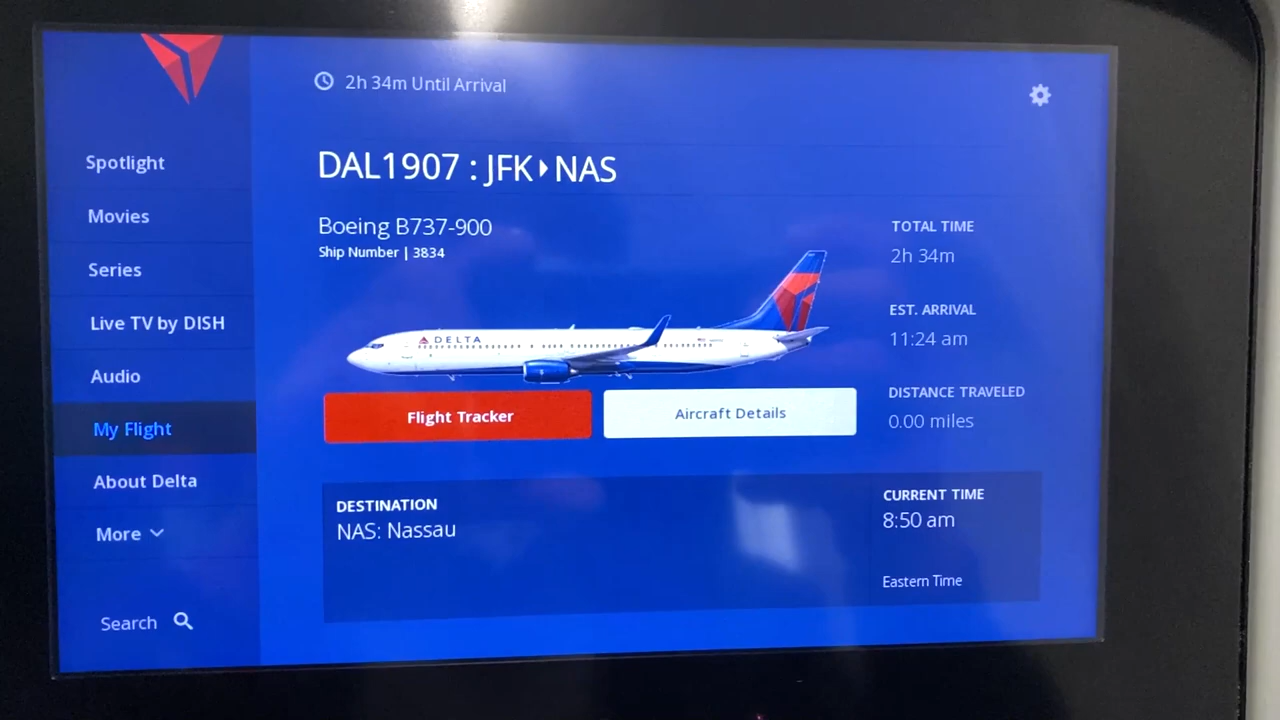 2h 34m Until Arrival
DAL1907 : JFK▸NAS
Boeing B737-900
Ship Number | 3834
DELTA
Flight Tracker
Aircraft Details
TOTAL TIME
2h 34m
EST. ARRIVAL
11:24 am
DISTANCE TRAVELED
0.00 miles
DESTINATION
NAS: Nassau
CURRENT TIME
8:50 am
Eastern Time
Spotlight
Movies
Series
Live TV by DISH
Audio
My Flight
About Delta
More
Search